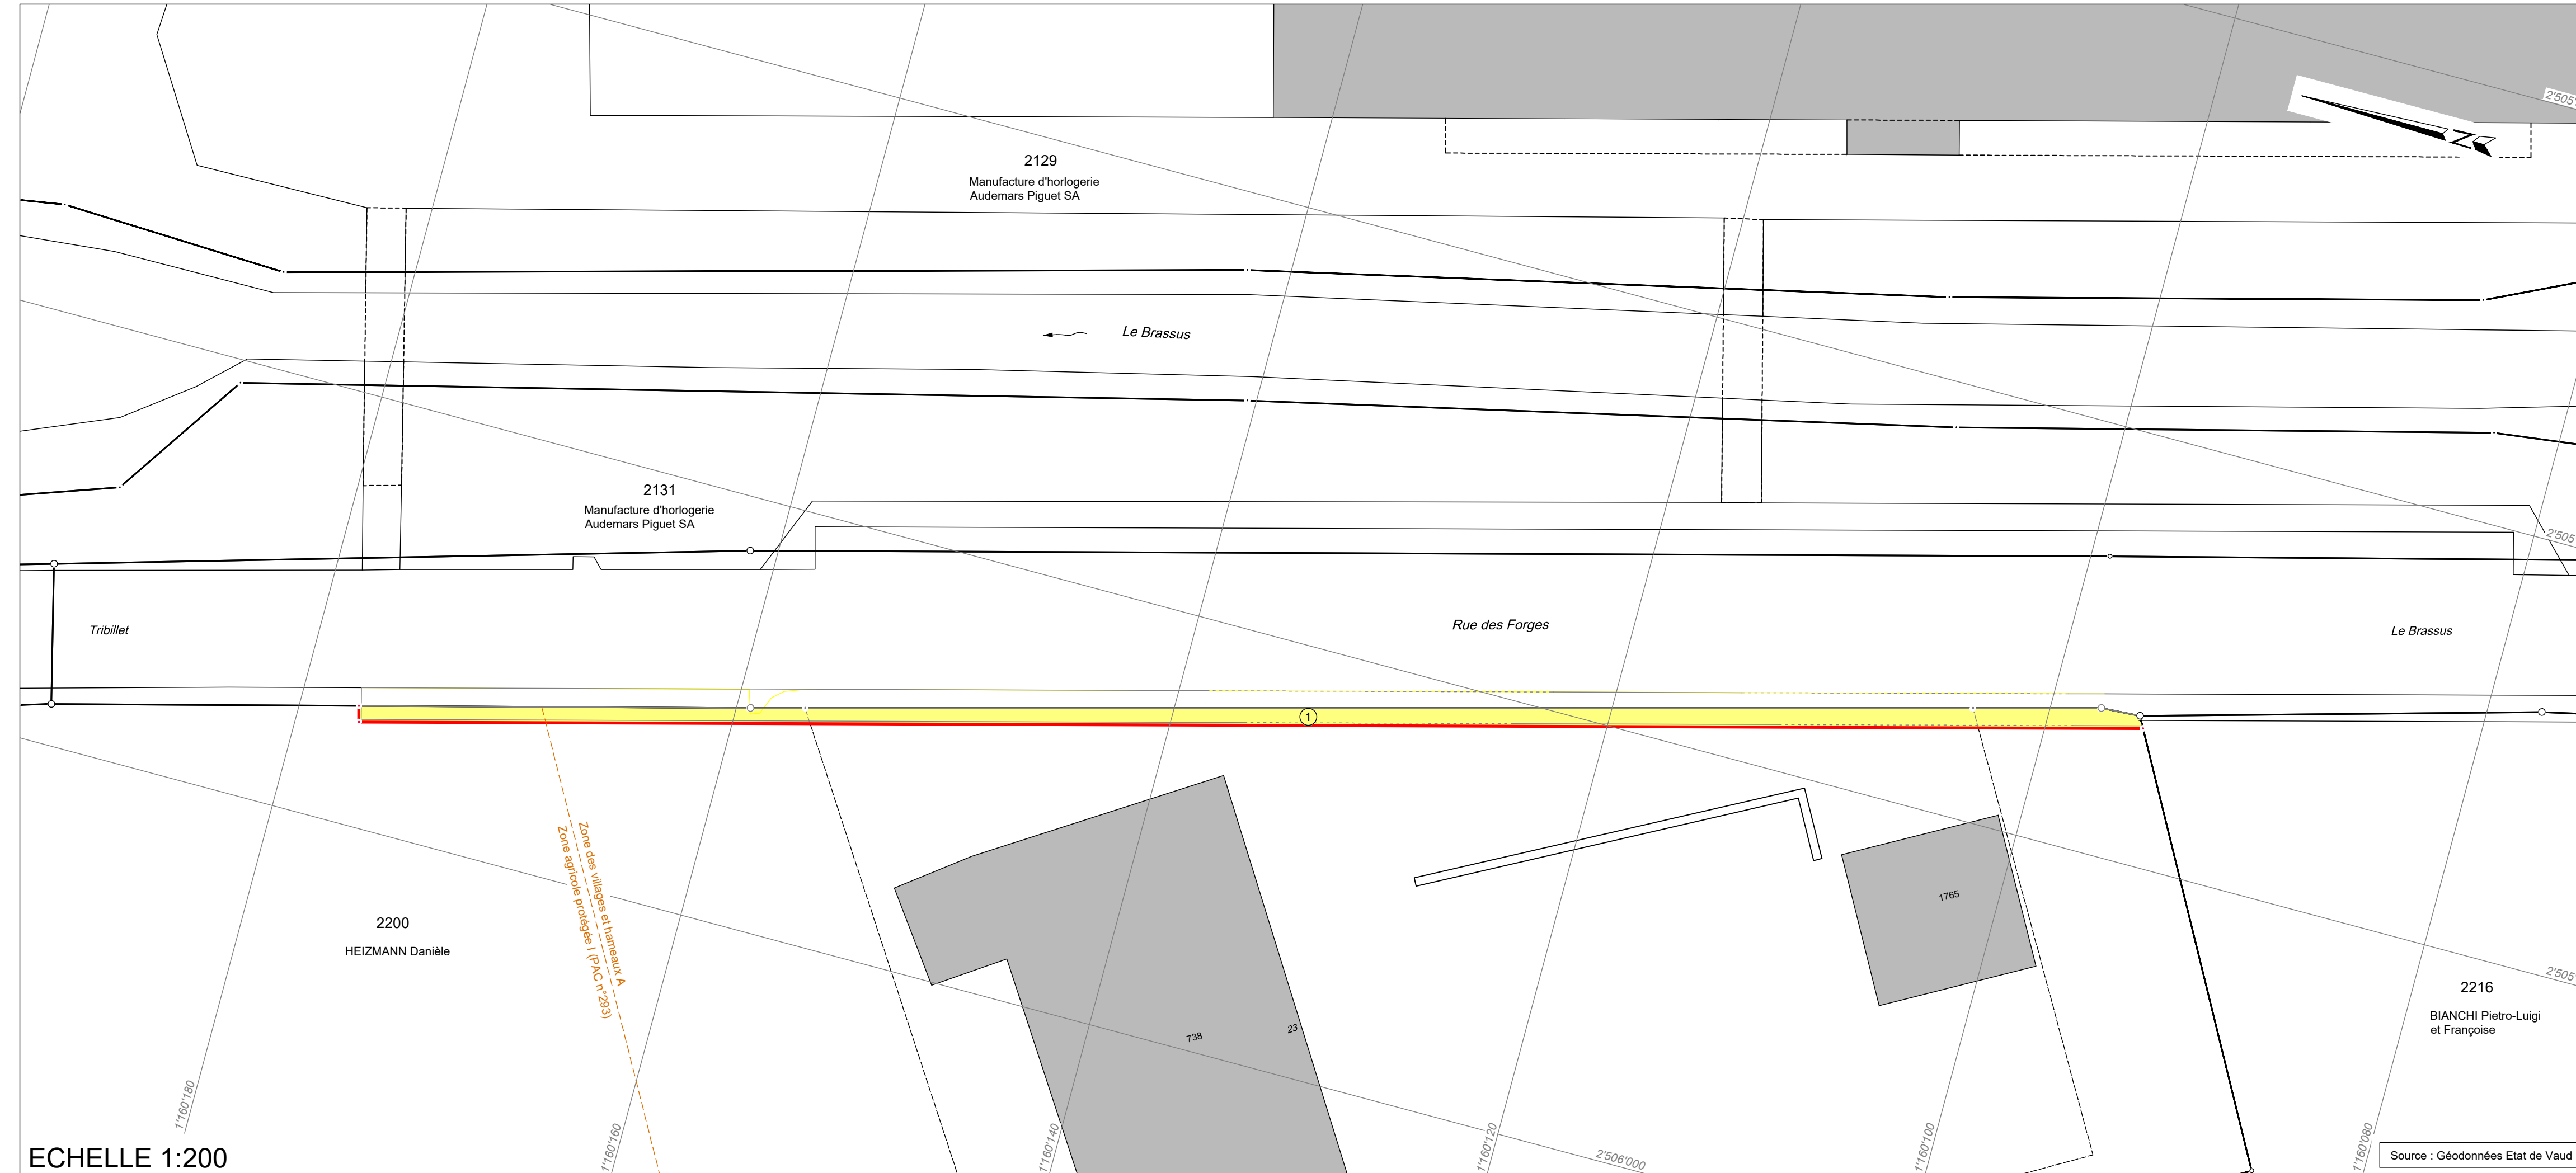 2'505
N
2129
Manufacture d'horlogerie
Audemars Piguet SA
Le Brassus
2131
Manufacture d'horlogerie
Audemars Piguet SA
2'505
Tribillet
Rue des Forges
Le Brassus
1
Zone des villages et hameaux A
Zone agricole protégée I (PAC n°293)
2200
HEIZMANN Danièle
1765
738
23
2'505
2216
BIANCHI Pietro-Luigi
et Françoise
1'160'180
1'160'160
1'160'140
1'160'120
2'506'000
1'160'100
1'160'080
ECHELLE 1:200
Source : Géodonnées Etat de Vaud